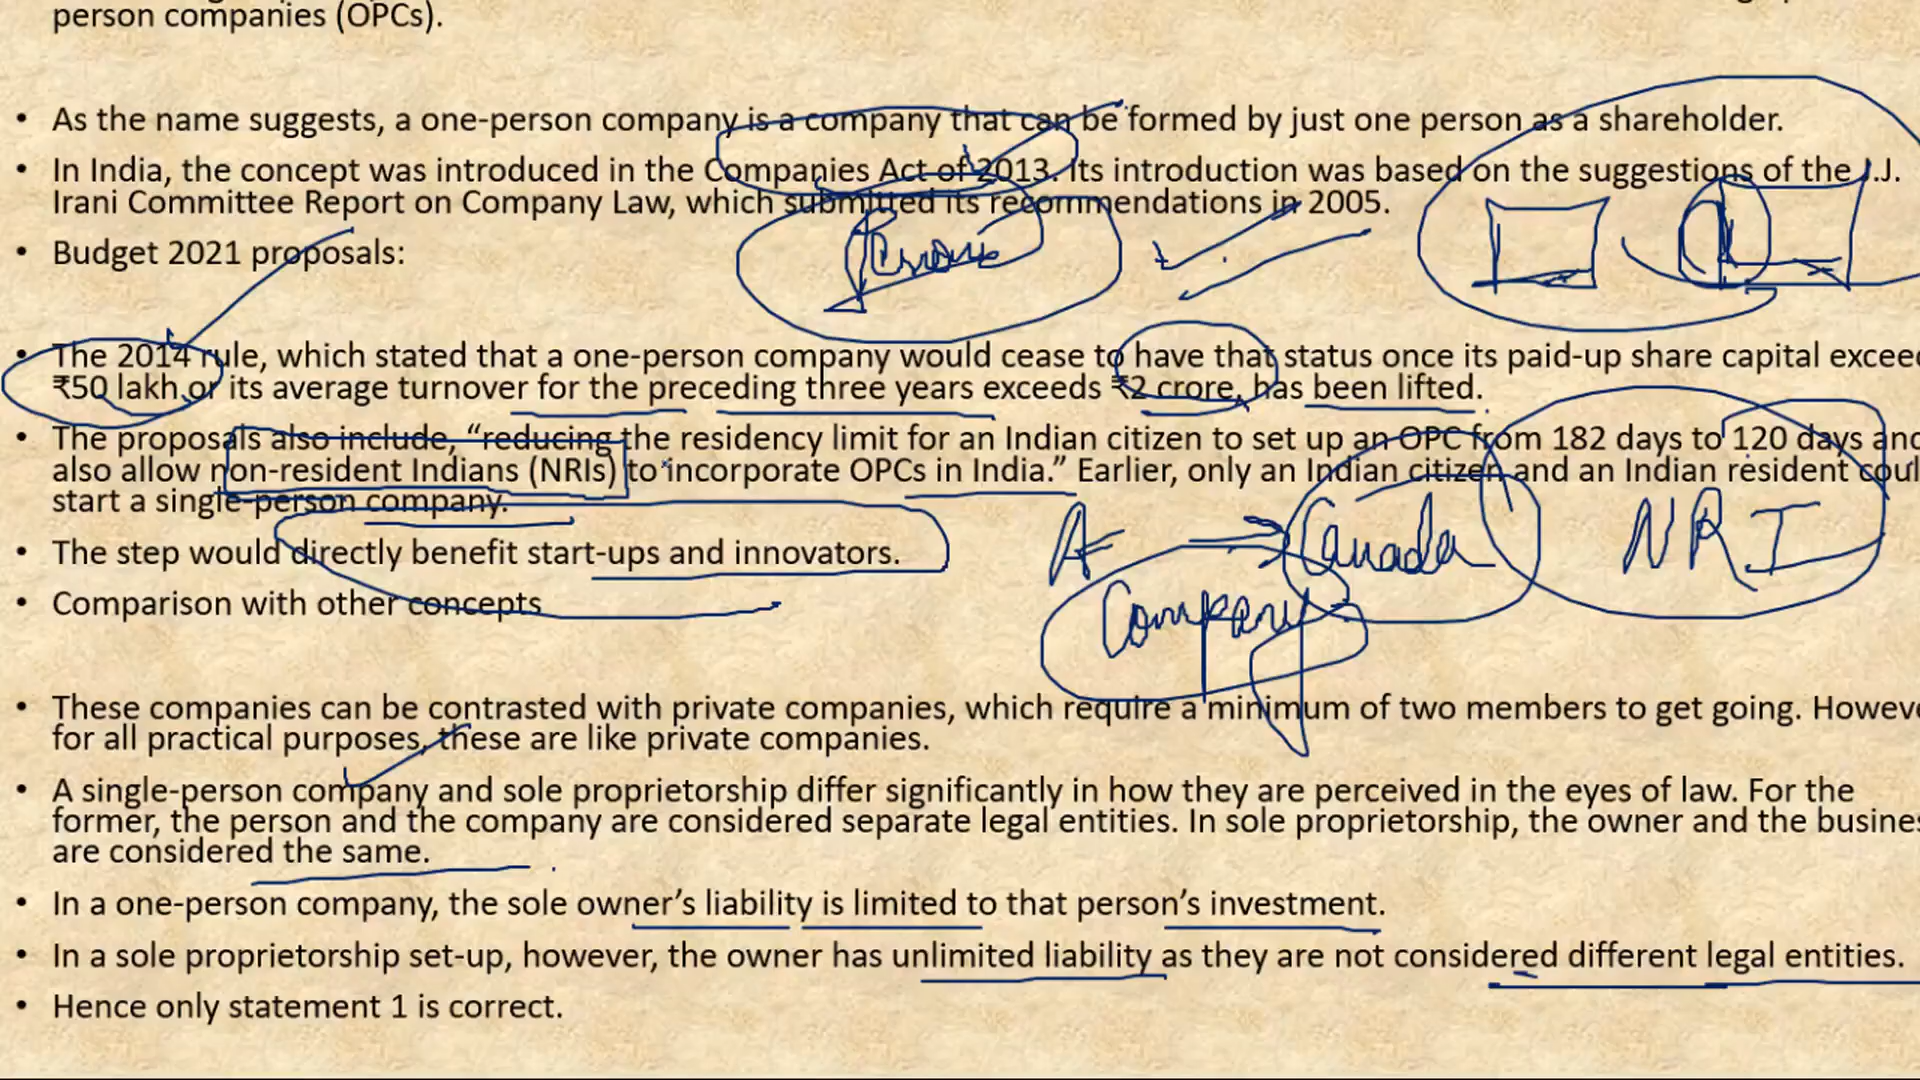 person companies (OPCs).
• As the name suggests, a one-person company is a company that can be formed by just one person as a shareholder.
• In India, the concept was introduced in the Companies Act of 2013. Its introduction was based on the suggestions of the J.J.
Irani Committee Report on Company Law, which submitted its recommendations in 2005.
• Budget 2021 proposals:
• The 2014 rule, which stated that a one-person company would cease to have that status once its paid-up share capital excee
₹50 lakh or its average turnover for the preceding three years exceeds ₹2 crore, has been lifted.
• The proposals also include, “reducing the residency limit for an Indian citizen to set up an OPC from 182 days to 120 days and
also allow non-resident Indians (NRIs) to incorporate OPCs in India.” Earlier, only an Indian citizen and an Indian resident coul
start a single-person company.
A Canada NRI
• The step would directly benefit start-ups and innovators.
• Comparison with other concepts
Company
• These companies can be contrasted with private companies, which require a minimum of two members to get going. Howeve
for all practical purposes, these are like private companies.
• A single-person company and sole proprietorship differ significantly in how they are perceived in the eyes of law. For the
former, the person and the company are considered separate legal entities. In sole proprietorship, the owner and the busines
are considered the same.
• In a one-person company, the sole owner’s liability is limited to that person’s investment.
• In a sole proprietorship set-up, however, the owner has unlimited liability as they are not considered different legal entities.
• Hence only statement 1 is correct.